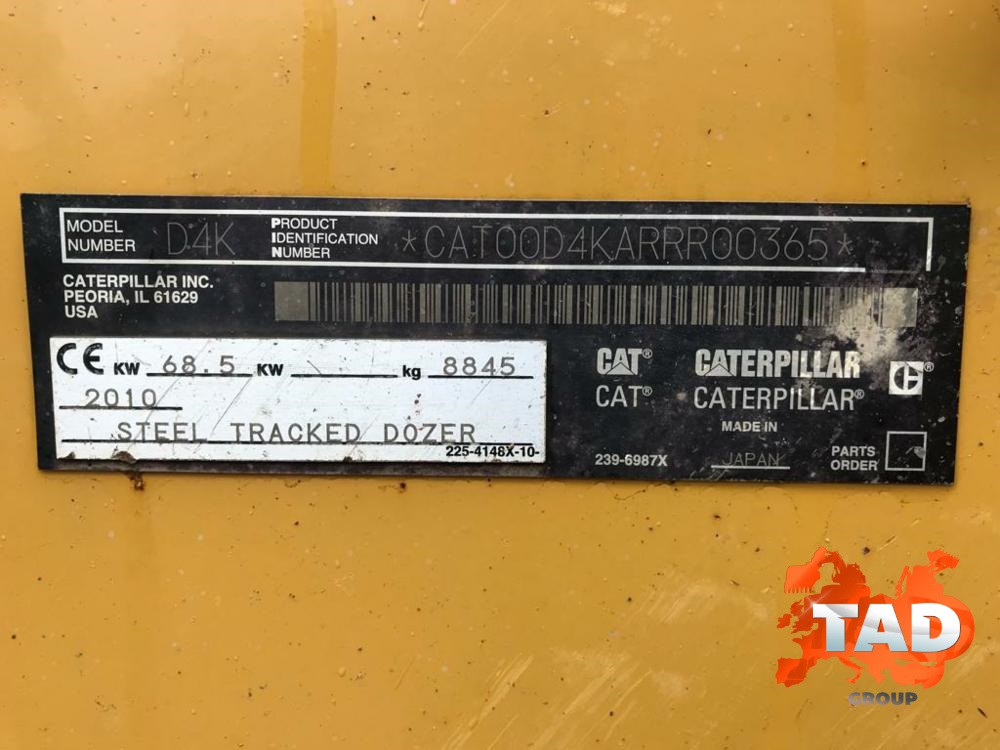 MODEL NUMBER D4K
PRODUCT IDENTIFICATION NUMBER *CAT00D4KARRR00365*
CATERPILLAR INC.
PEORIA, IL 61629
USA
CE KW 68.5 KW kg 8845
2010
STEEL TRACKED DOZER
225-4148X-10-
CAT® CATERPILLAR
CAT® CATERPILLAR®
MADE IN
239-6987X JAPAN
PARTS ORDER
C®
TAD
GROUP